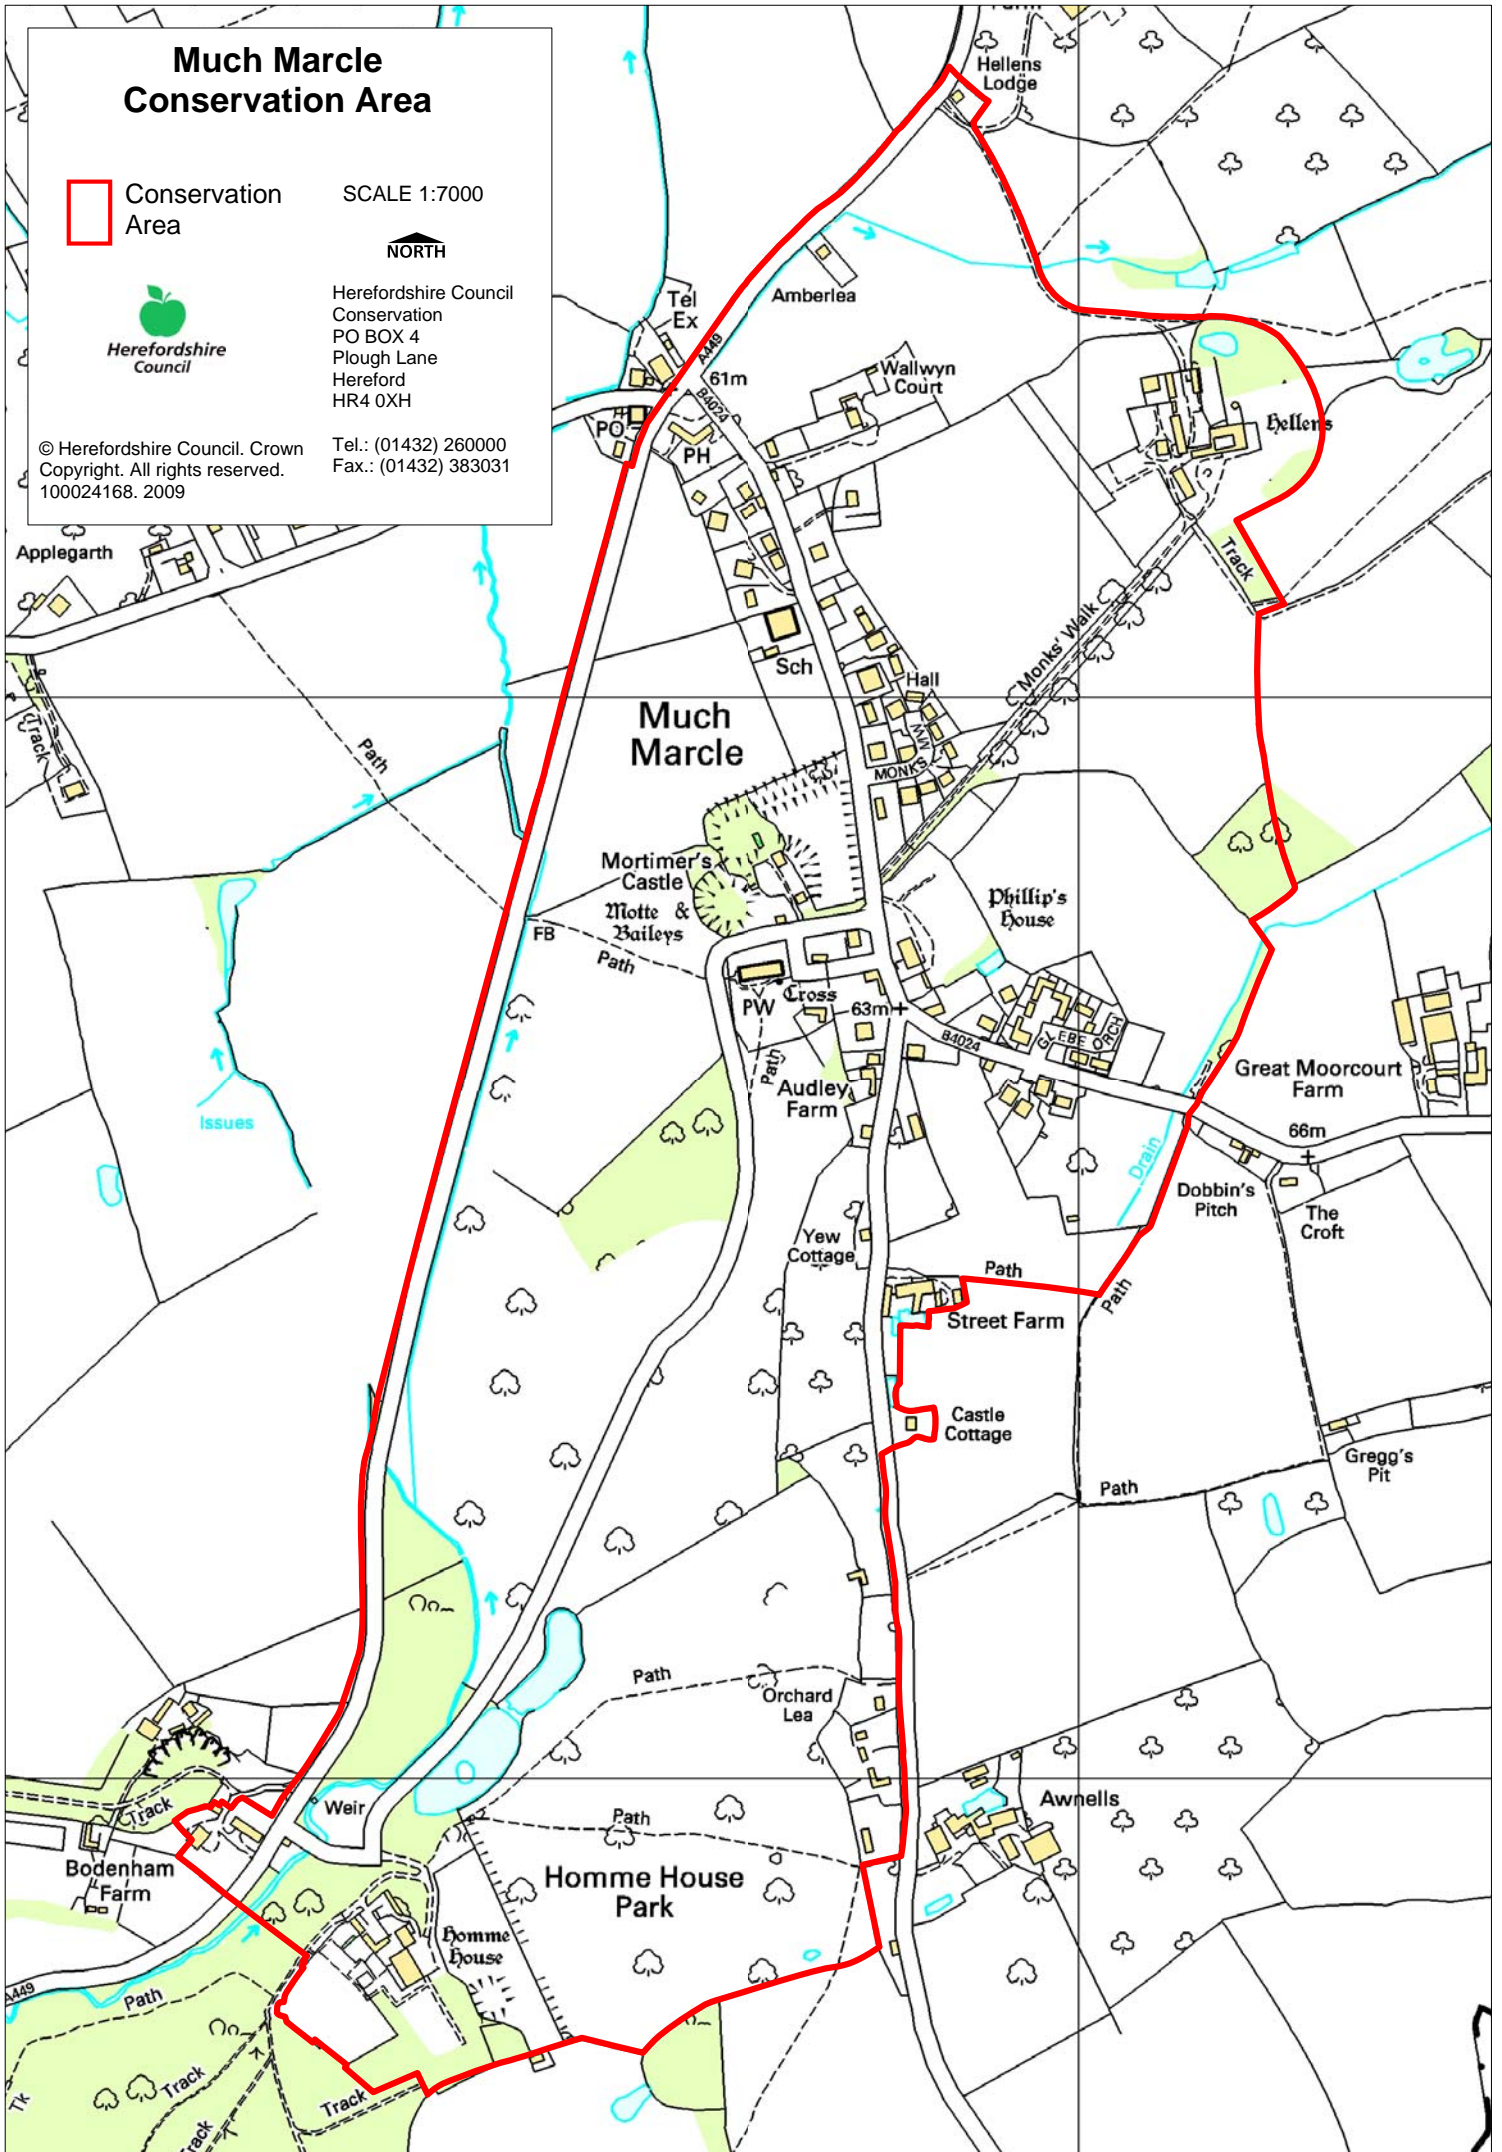 Much Marcle
Conservation Area
Conservation
Area
SCALE 1:7000
NORTH
Herefordshire
Council
Herefordshire Council
Conservation
PO BOX 4
Plough Lane
Hereford
HR4 0XH
© Herefordshire Council. Crown
Copyright. All rights reserved.
100024168. 2009
Tel.: (01432) 260000
Fax.: (01432) 383031
Hellens
Lodge
Amberlea
Tel
Ex
A449
61m
B4024
Wallwyn
Court
PO
PH
Hellens
Applegarth
Track
Monks' Walk
Sch
Hall
Much
Marcle
MONKS
MW
Track
Path
Mortimer's
Castle
Motte &
Baileys
Phillip's
House
FB
Path
PW
Cross
63m
B4024
GLEBE ORCH
Path
Audley
Farm
Great Moorcourt
Farm
Issues
66m
Drain
Dobbin's
Pitch
The
Croft
Yew
Cottage
Path
Path
Street Farm
Castle
Cottage
Gregg's
Pit
Path
Path
Orchard
Lea
Awnells
Track
Weir
Path
Bodenham
Farm
Homme House
Park
Homme
House
A449
Path
Track
Tk
Track
Track